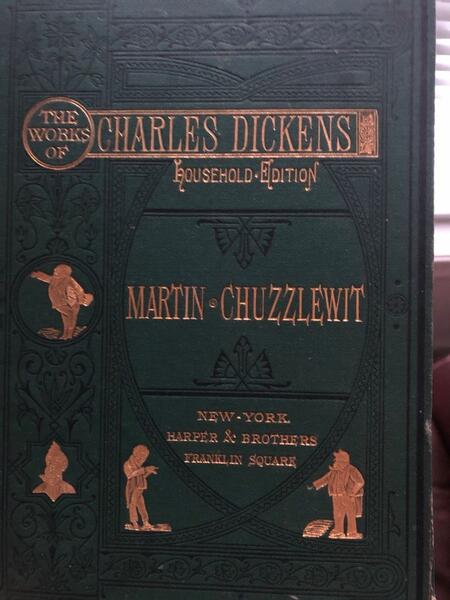 THE
WORKS
OF
CHARLES DICKENS
HOUSEHOLD · EDITION
MARTIN · CHUZZLEWIT
NEW-YORK.
HARPER & BROTHERS
FRANKLIN SQUARE